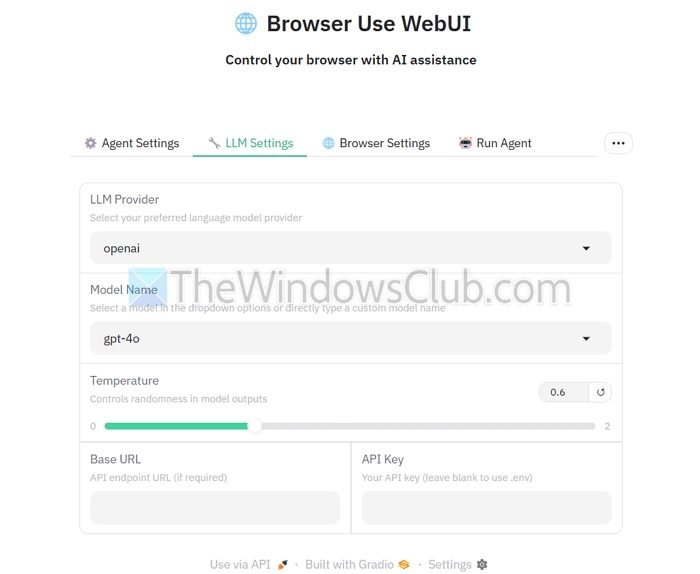 Browser Use WebUI
Control your browser with AI assistance
Agent Settings LLM Settings Browser Settings Run Agent ...
LLM Provider
Select your preferred language model provider
openai
TheWindowsClub.com
Model Name
Select a model in the dropdown options or directly type a custom model name
gpt-4o
Temperature
0.6
Controls randomness in model outputs
0 2
Base URL API Key
API endpoint URL (if required) Your API key (leave blank to use .env)
Use via API · Built with Gradio · Settings